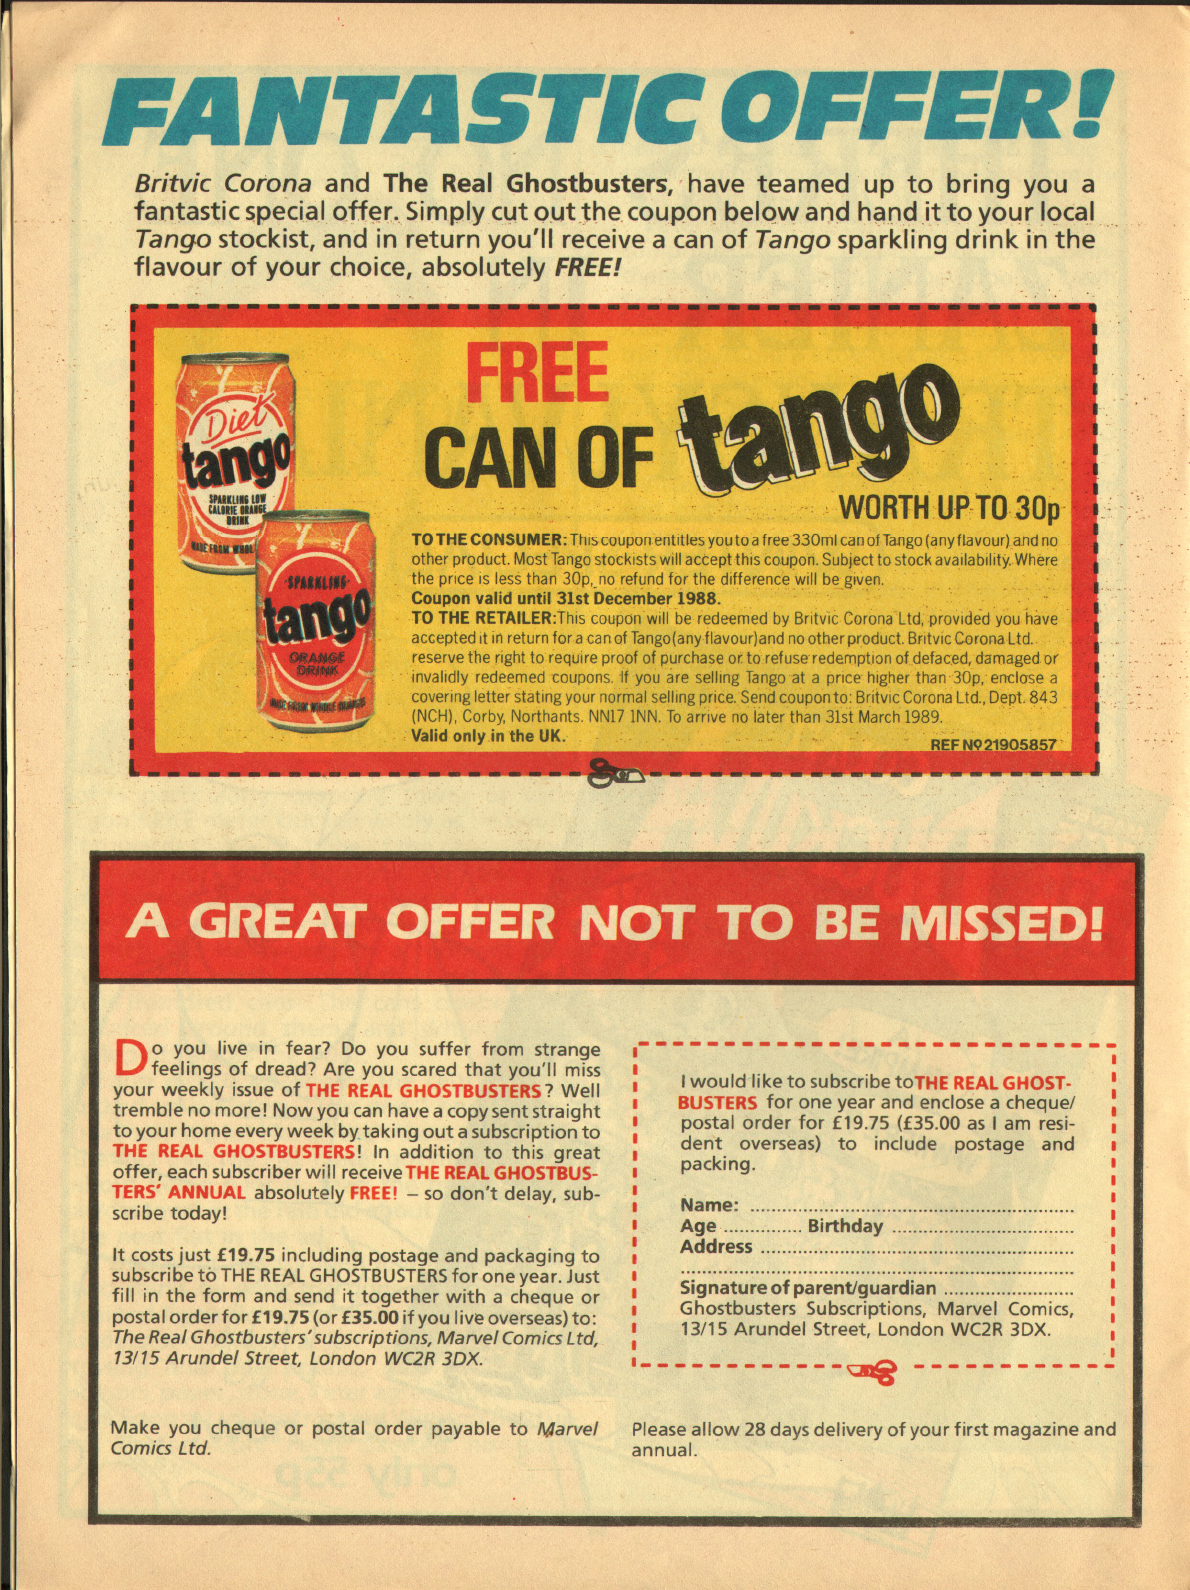 FANTASTIC OFFER!
Britvic Corona and The Real Ghostbusters, have teamed up to bring you a
fantastic special offer. Simply cut out the coupon below and hand it to your local
Tango stockist, and in return you'll receive a can of Tango sparkling drink in the
flavour of your choice, absolutely FREE!
FREE
CAN OF tango
WORTH UP TO 30p
Diet
tango
SPARKLING LOW
CALORIE ORANGE
DRINK
MADE FROM WHOLE
SPARKLING
tango
ORANGE
DRINK
MADE FROM WHOLE ORANGES
TO THE CONSUMER: This coupon entitles you to a free 330ml can of Tango (any flavour) and no
other product. Most Tango stockists will accept this coupon. Subject to stock availability. Where
the price is less than 30p, no refund for the difference will be given.
Coupon valid until 31st December 1988.
TO THE RETAILER:This coupon will be redeemed by Britvic Corona Ltd, provided you have
accepted it in return for a can of Tango (any flavour) and no other product. Britvic Corona Ltd.
reserve the right to require proof of purchase or to refuse redemption of defaced, damaged or
invalidly redeemed coupons. If you are selling Tango at a price higher than 30p, enclose a
covering letter stating your normal selling price. Send coupon to: Britvic Corona Ltd., Dept. 843
(NCH), Corby, Northants. NN17 1NN. To arrive no later than 31st March 1989.
Valid only in the UK.
REF Nº 21905857
A GREAT OFFER NOT TO BE MISSED!
Do you live in fear? Do you suffer from strange
feelings of dread? Are you scared that you'll miss
your weekly issue of THE REAL GHOSTBUSTERS? Well
tremble no more! Now you can have a copy sent straight
to your home every week by taking out a subscription to
THE REAL GHOSTBUSTERS! In addition to this great
offer, each subscriber will receive THE REAL GHOSTBUS-
TERS' ANNUAL absolutely FREE! – so don't delay, sub-
scribe today!
It costs just £19.75 including postage and packaging to
subscribe to THE REAL GHOSTBUSTERS for one year. Just
fill in the form and send it together with a cheque or
postal order for £19.75 (or £35.00 if you live overseas) to:
The Real Ghostbusters' subscriptions, Marvel Comics Ltd,
13/15 Arundel Street, London WC2R 3DX.
Make you cheque or postal order payable to Marvel
Comics Ltd.
I would like to subscribe to THE REAL GHOST-
BUSTERS for one year and enclose a cheque/
postal order for £19.75 (£35.00 as I am resi-
dent overseas) to include postage and
packing.
Name: ..........
Age .......... Birthday ..........
Address ..........
..........
Signature of parent/guardian ..........
Ghostbusters Subscriptions, Marvel Comics,
13/15 Arundel Street, London WC2R 3DX.
Please allow 28 days delivery of your first magazine and
annual.